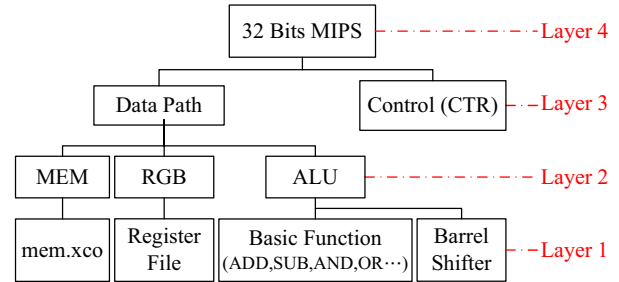 32 Bits MIPS
Layer 4
Data Path
Control (CTR)
Layer 3
MEM
RGB
ALU
Layer 2
mem.xco
Register
File
Basic Function
(ADD,SUB,AND,OR⋯)
Barrel
Shifter
Layer 1